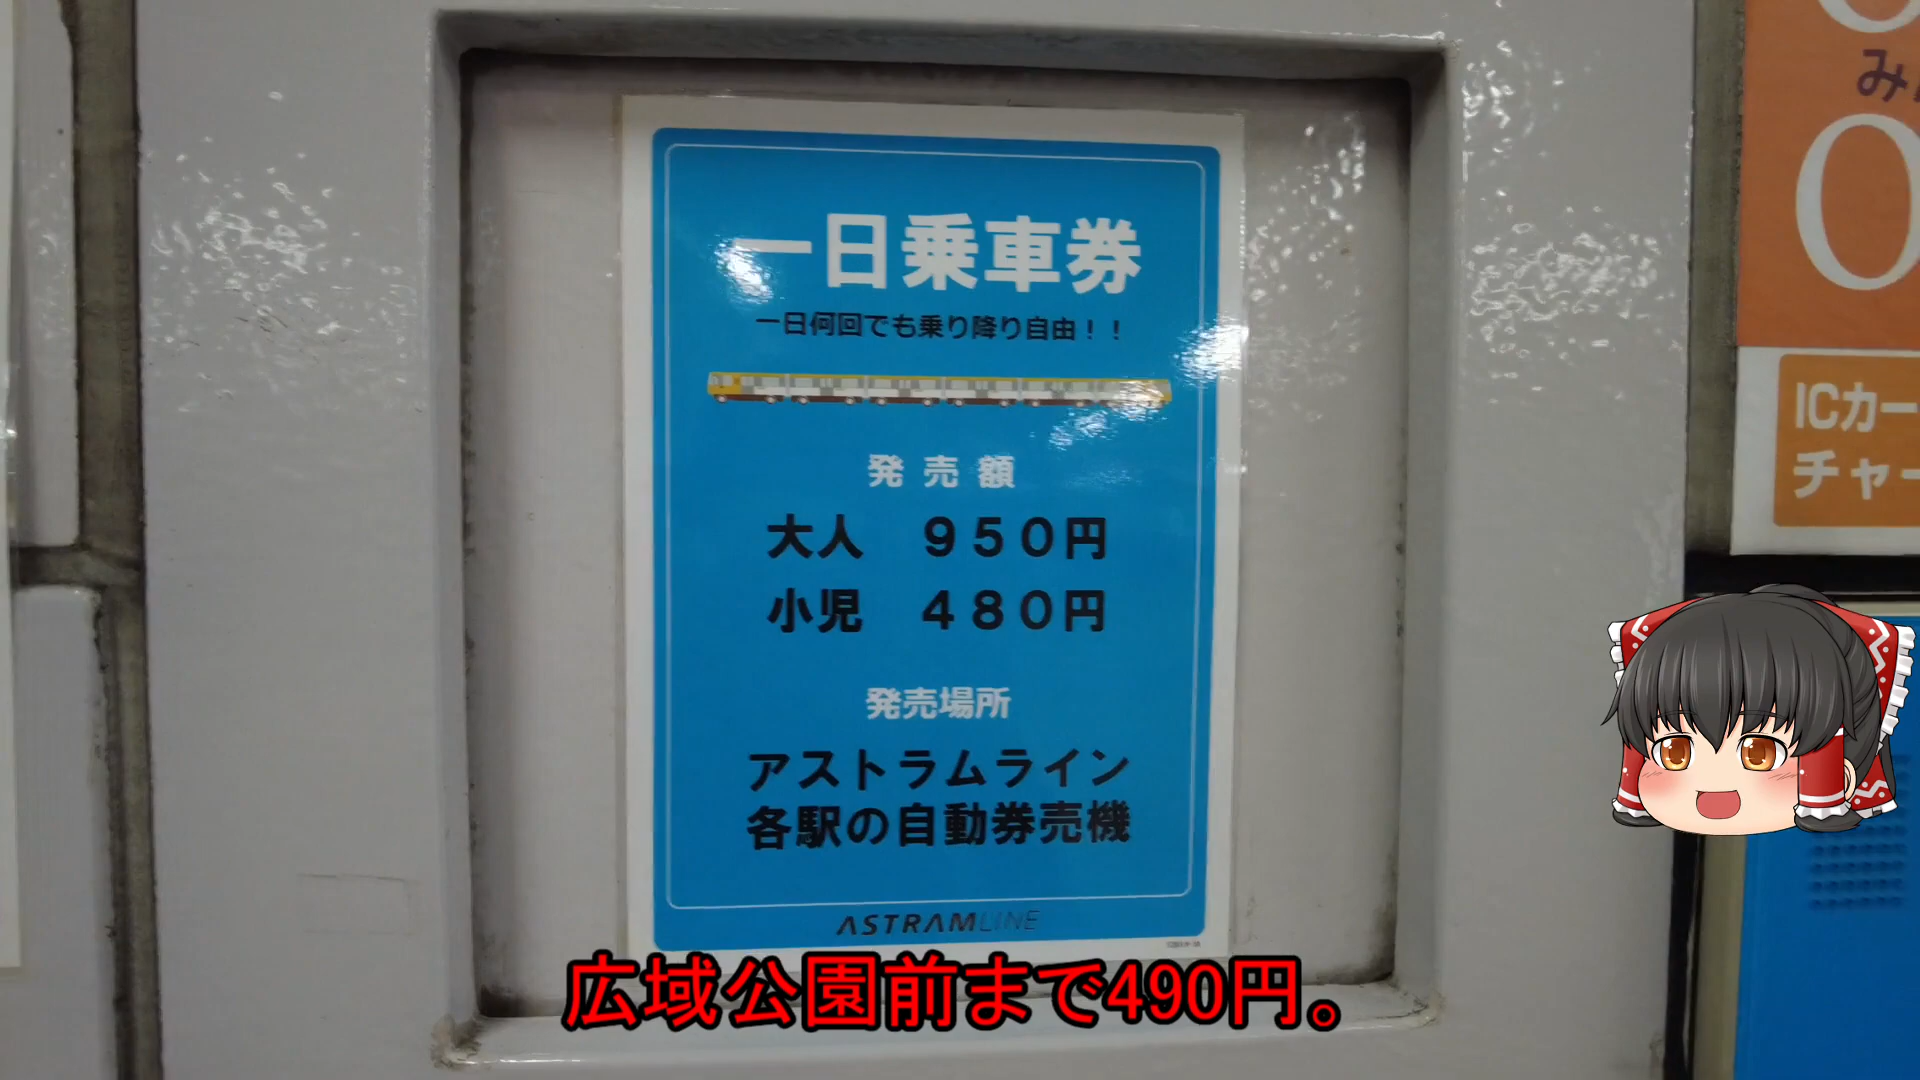 一日乗車券
一日何回でも乗り降り自由！！
発売額
大人　９５０円
小児　４８０円
発売場所
アストラムライン
各駅の自動券売機
ASTRAMLINE
ICカー
チャー
広域公園前まで490円。